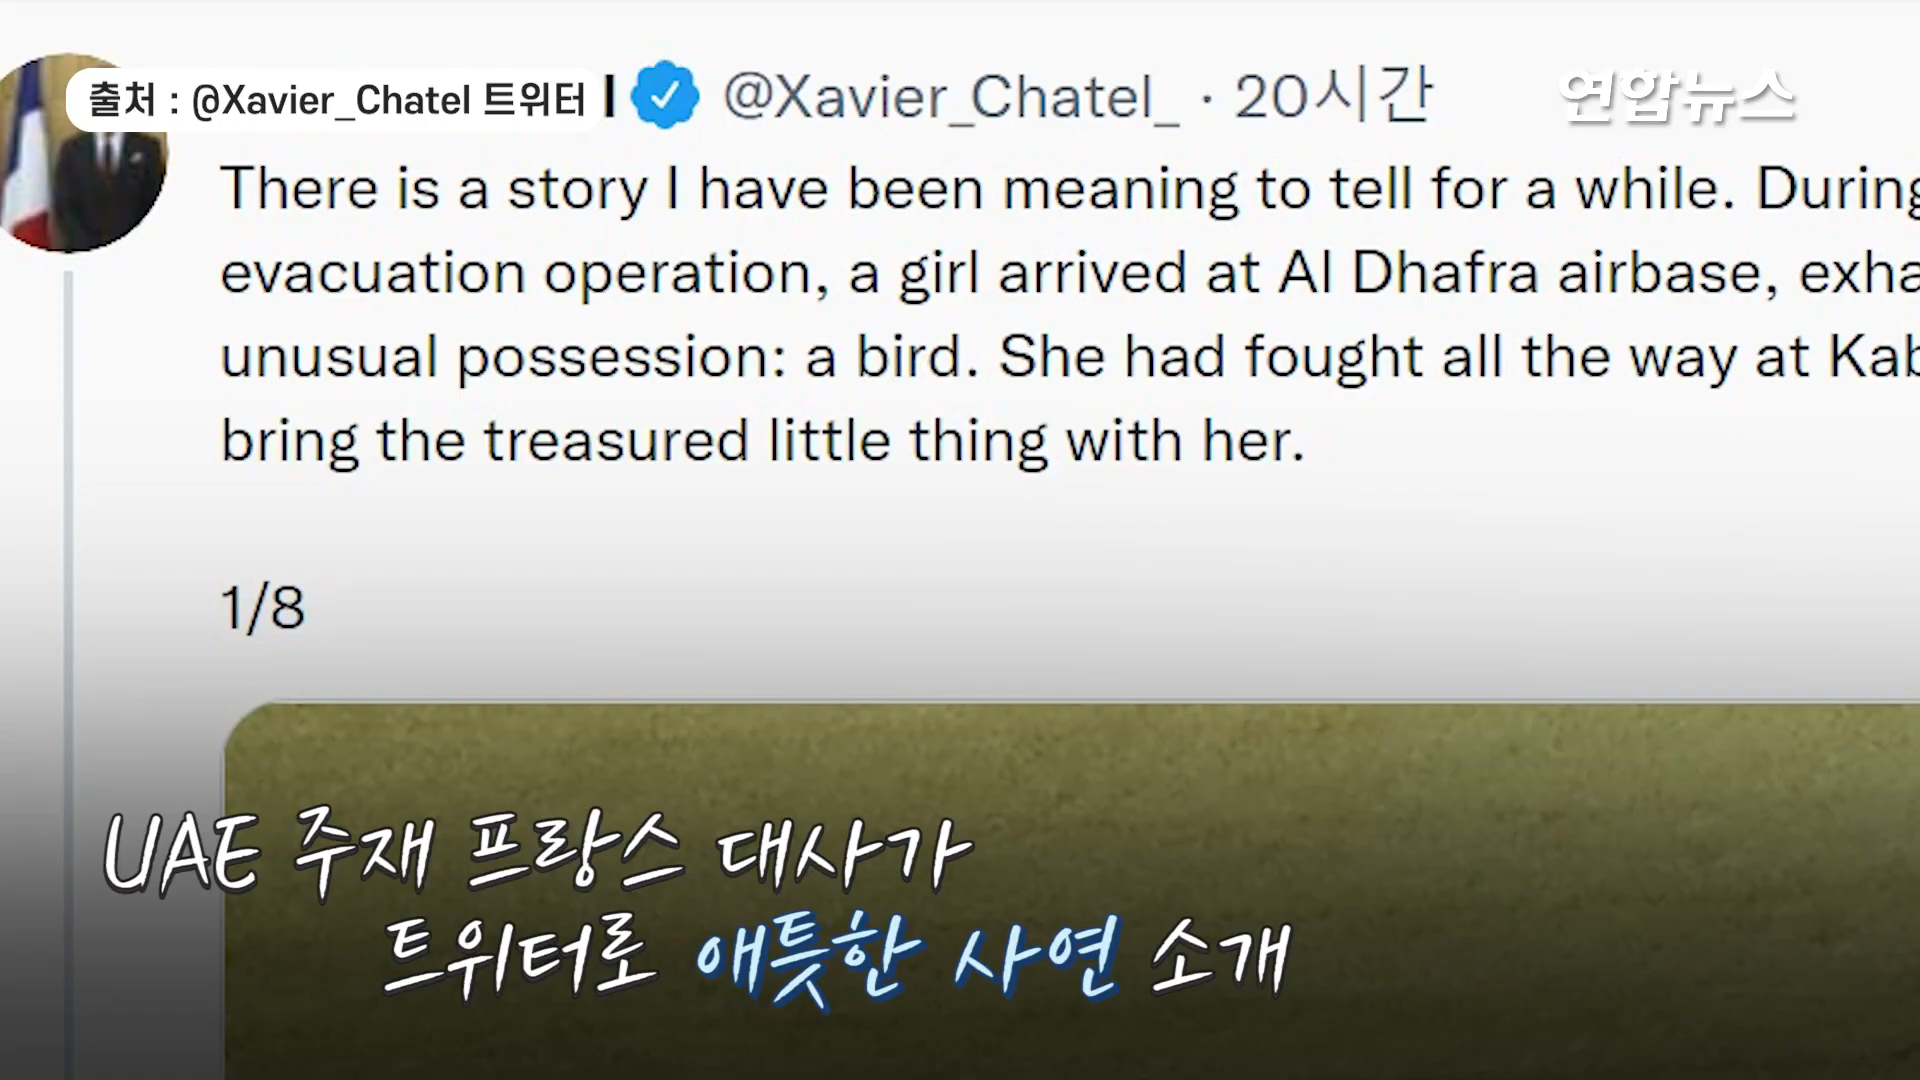 출처 : @Xavier_Chatel 트위터
@Xavier_Chatel_ · 20시간
연합뉴스
There is a story I have been meaning to tell for a while. During
evacuation operation, a girl arrived at Al Dhafra airbase, exha
unusual possession: a bird. She had fought all the way at Kab
bring the treasured little thing with her.
1/8
UAE 주재 프랑스 대사가
트위터로 애틋한 사연 소개